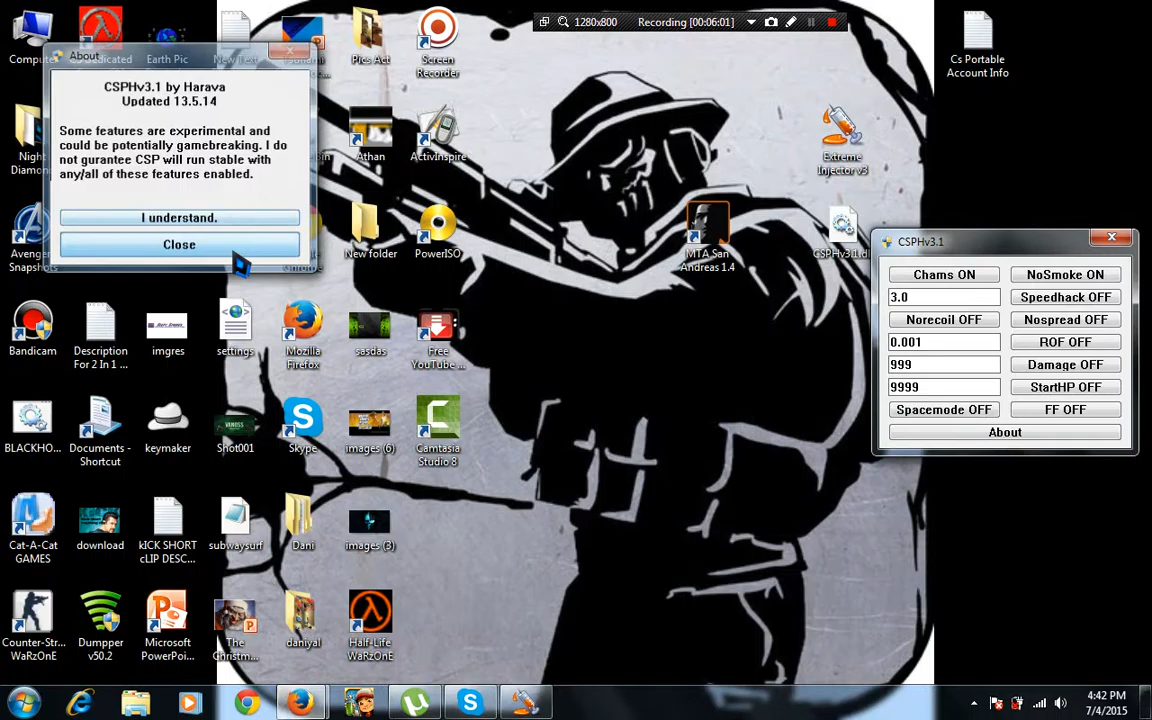 1280x800
Recording [00:06:01]
About
CSPHv3.1 by Harava
Updated 13.5.14
Some features are experimental and
could be potentially gamebreaking. I do
not gurantee CSP will run stable with
any/all of these features enabled.
I understand.
Close
Earth Pic
Pics Act
Screen
Recorder
Cs Portable
Account Info
Night
Athan
ActivInspire
Extreme
Injector v3
Avenger
Snapshots
New folder
PowerISO
MTA San
Andreas 1.4
CSPHv3.1.dl
CSPHv3.1
Chams ON
NoSmoke ON
3.0
Speedhack OFF
Norecoil OFF
Nospread OFF
0.001
ROF OFF
999
Damage OFF
9999
StartHP OFF
Spacemode OFF
FF OFF
About
Bandicam
Description
For 2 In 1 ...
imgres
settings
Mozilla
Firefox
sasdas
Free
YouTube ...
BLACKHO...
Documents -
Shortcut
keymaker
Shot001
Skype
images (6)
Camtasia
Studio 8
Cat-A-Cat
GAMES
download
kICK SHORT
cLIP DESC...
subwaysurf
Dani
images (3)
Counter-Str...
WaRzOnE
Dumpper
v50.2
Microsoft
PowerPoi...
The
Christm...
daniyal
Half-Life
WaRzOnE
4:42 PM
7/4/2015